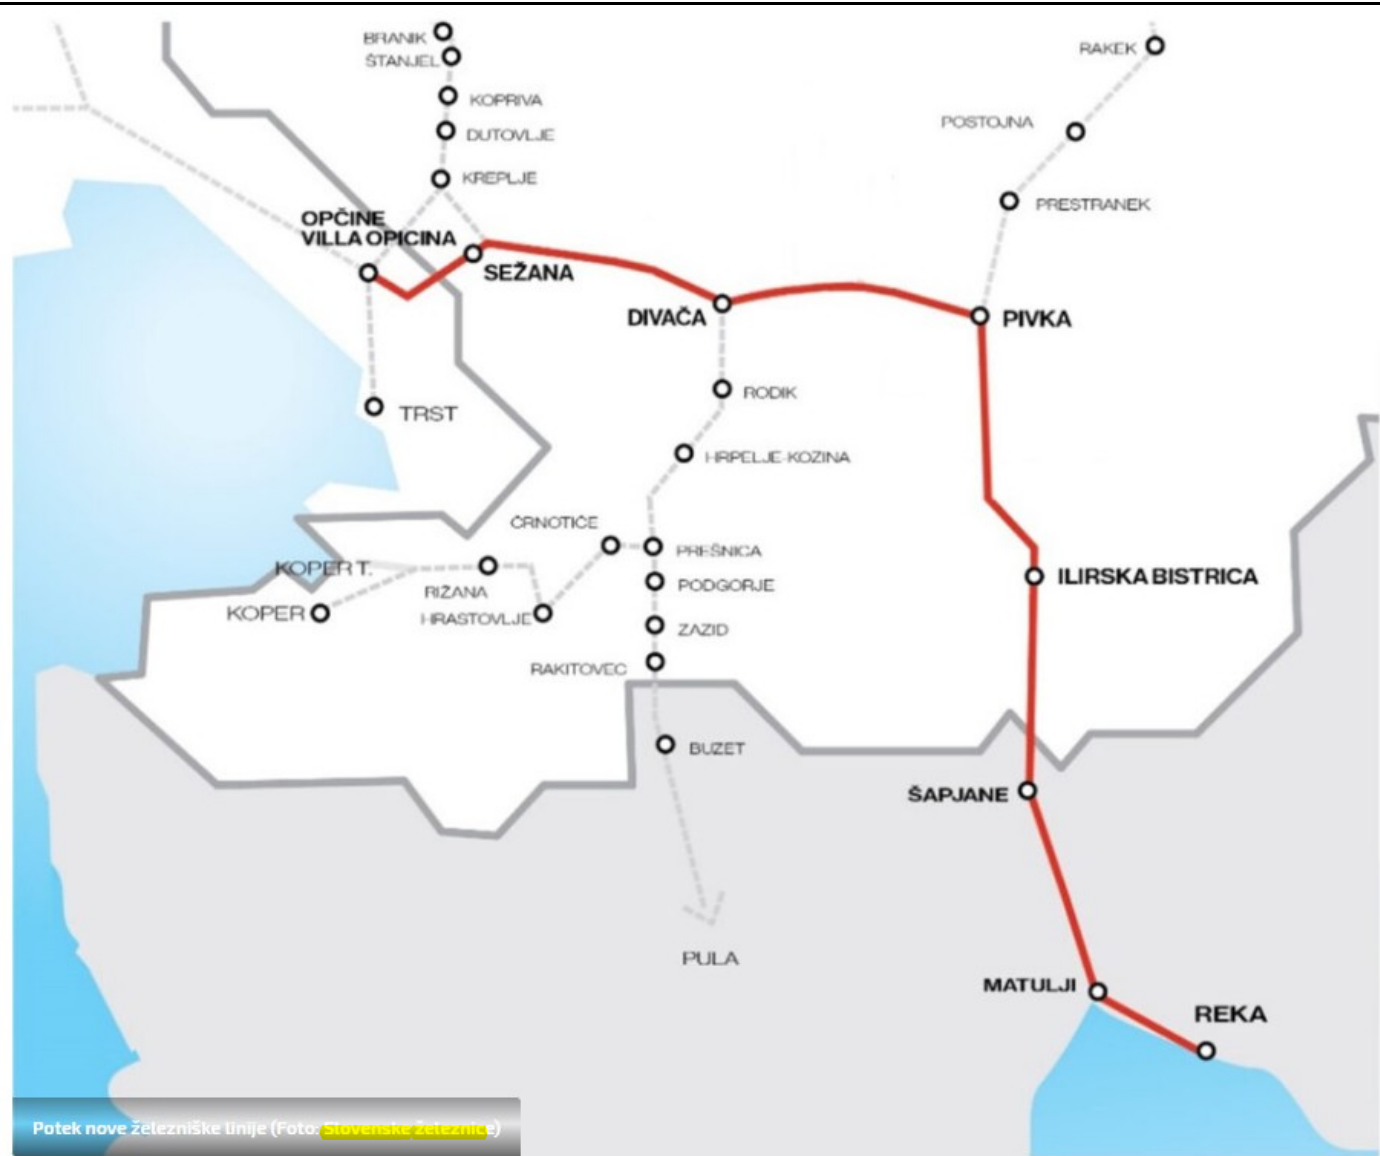 BRANIK
ŠTANJEL
RAKEK
KOPRIVA
POSTOJNA
DUTOVLJE
KREPLJE
PRESTRANEK
OPČINE
VILLA OPICINA
SEŽANA
DIVAČA
PIVKA
RODIK
TRST
HRPELJE-KOZINA
ČRNOTIČE
PREŠNICA
KOPER T.
ILIRSKA BISTRICA
RIŽANA
PODGORJE
KOPER
HRASTOVLJE
ZAZID
RAKITOVEC
BUZET
ŠAPJANE
PULA
MATULJI
REKA
Potek nove železniške linije (Foto: Slovenske železnice)